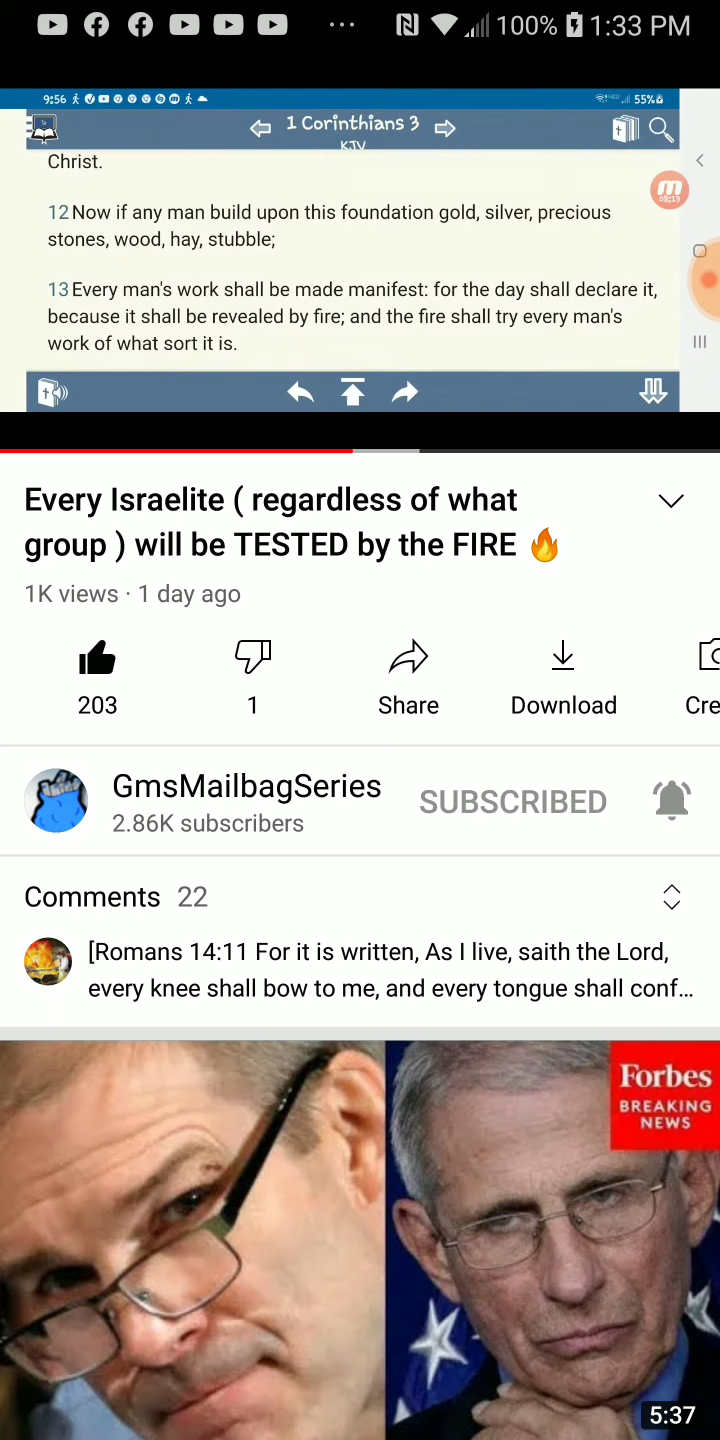 100% 1:33 PM
9:56 55%
1 Corinthians 3
KJV
Christ.
12 Now if any man build upon this foundation gold, silver, precious
stones, wood, hay, stubble;
13 Every man's work shall be made manifest: for the day shall declare it,
because it shall be revealed by fire; and the fire shall try every man's
work of what sort it is.
08:13
Every Israelite ( regardless of what
group ) will be TESTED by the FIRE 🔥
1K views · 1 day ago
203
1
Share
Download
Cre
GmsMailbagSeries
2.86K subscribers
SUBSCRIBED
Comments 22
[Romans 14:11 For it is written, As I live, saith the Lord,
every knee shall bow to me, and every tongue shall conf...
Forbes
BREAKING
NEWS
5:37